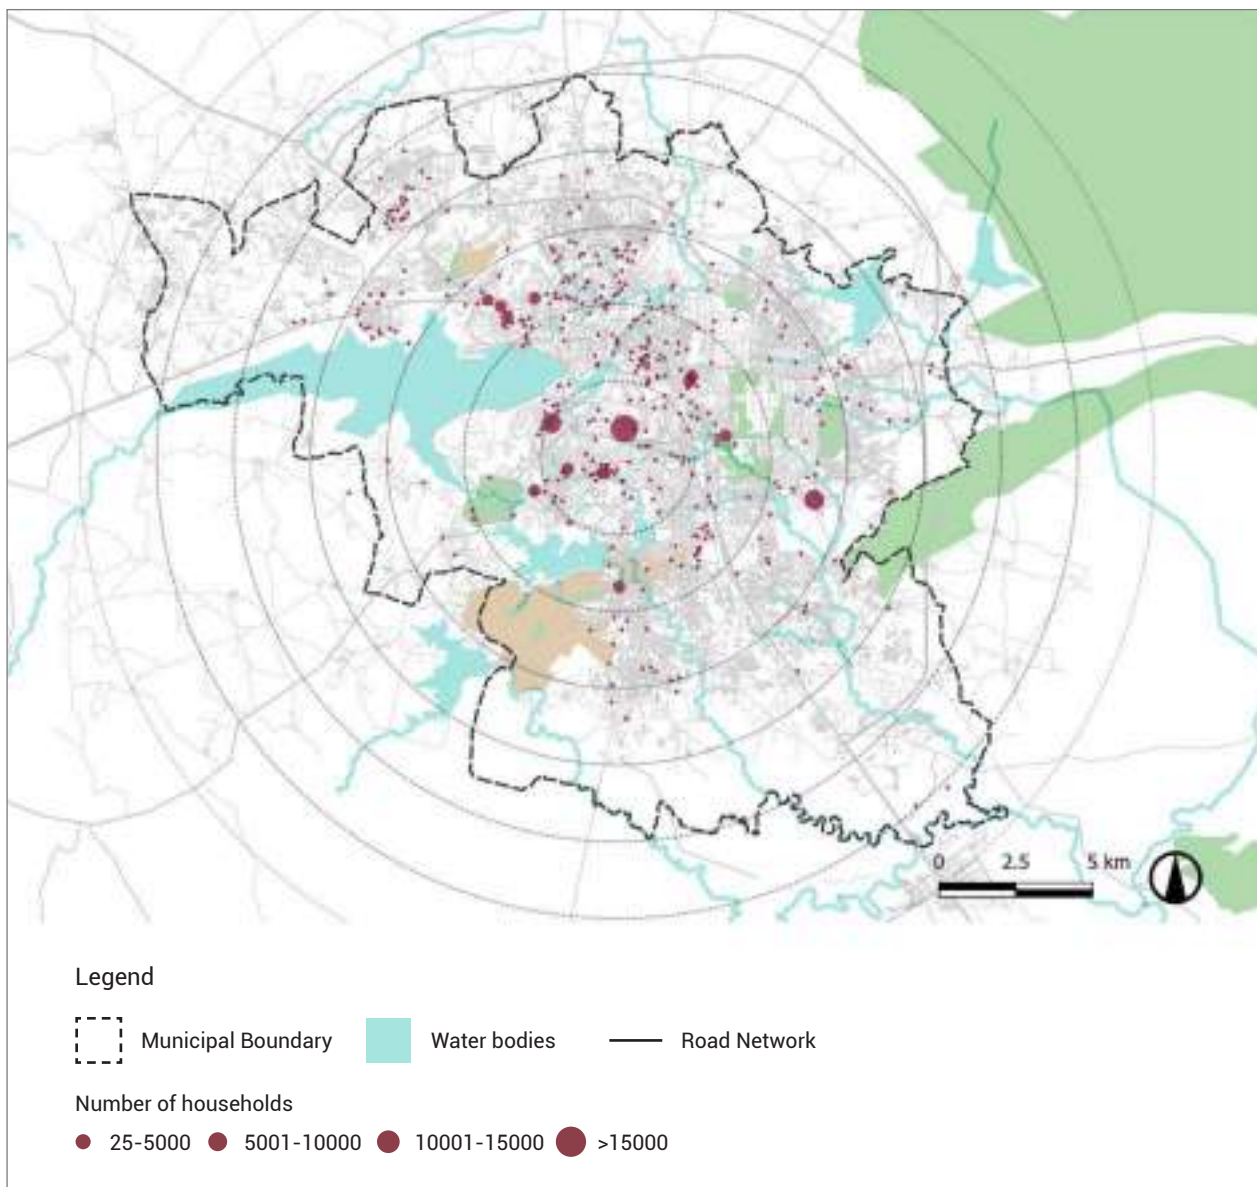 0 2.5 5 km
Legend
Municipal Boundary Water bodies Road Network
Number of households
25-5000 5001-10000 10001-15000 >15000